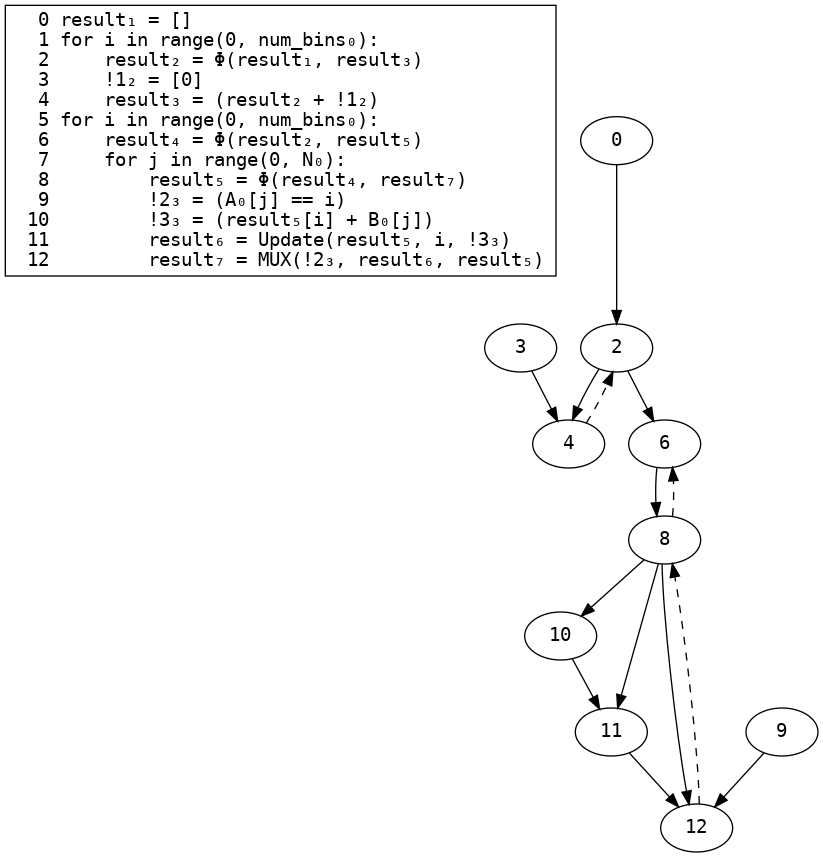 0 result₁ = []
1 for i in range(0, num_bins₀):
2     result₂ = Φ(result₁, result₃)
3     !1₂ = [0]
4     result₃ = (result₂ + !1₂)
5 for i in range(0, num_bins₀):
6     result₄ = Φ(result₂, result₅)
7     for j in range(0, N₀):
8         result₅ = Φ(result₄, result₇)
9         !2₃ = (A₀[j] == i)
10         !3₃ = (result₅[i] + B₀[j])
11         result₆ = Update(result₅, i, !3₃)
12         result₇ = MUX(!2₃, result₆, result₅)
0
3
2
4
6
8
10
11
9
12